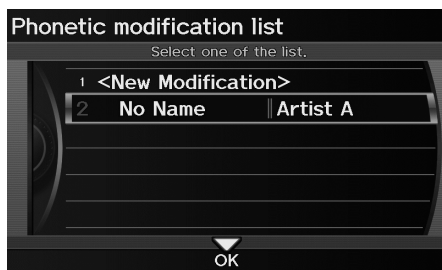 Phonetic modification list
Select one of the list.
1 <New Modification>
2 No Name Artist A
OK